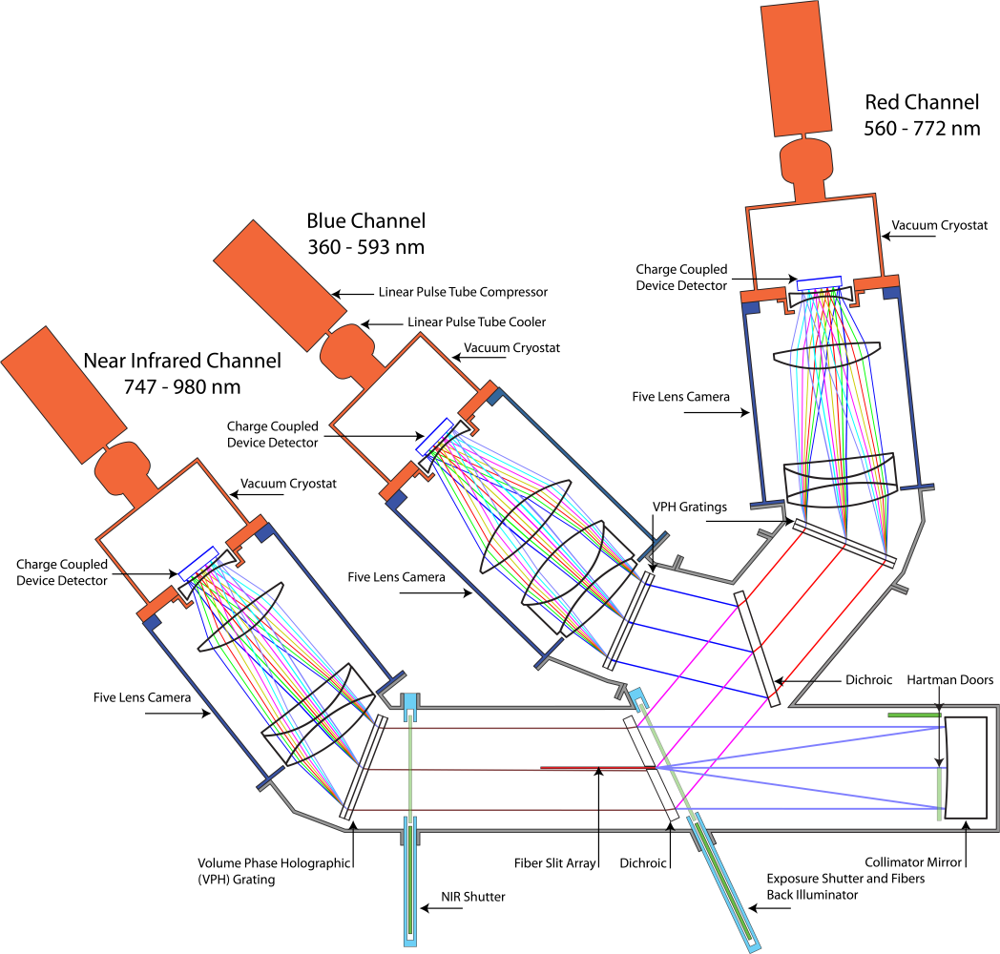 Red Channel
560 - 772 nm
Vacuum Cryostat
Blue Channel
360 - 593 nm
Charge Coupled
Device Detector
Linear Pulse Tube Compressor
Linear Pulse Tube Cooler
Vacuum Cryostat
Near Infrared Channel
747 - 980 nm
Five Lens Camera
Charge Coupled
Device Detector
Vacuum Cryostat
VPH Gratings
Charge Coupled
Device Detector
Five Lens Camera
Five Lens Camera
Dichroic
Hartman Doors
Volume Phase Holographic
(VPH) Grating
Fiber Slit Array
Dichroic
Collimator Mirror
Exposure Shutter and Fibers
Back Illuminator
NIR Shutter